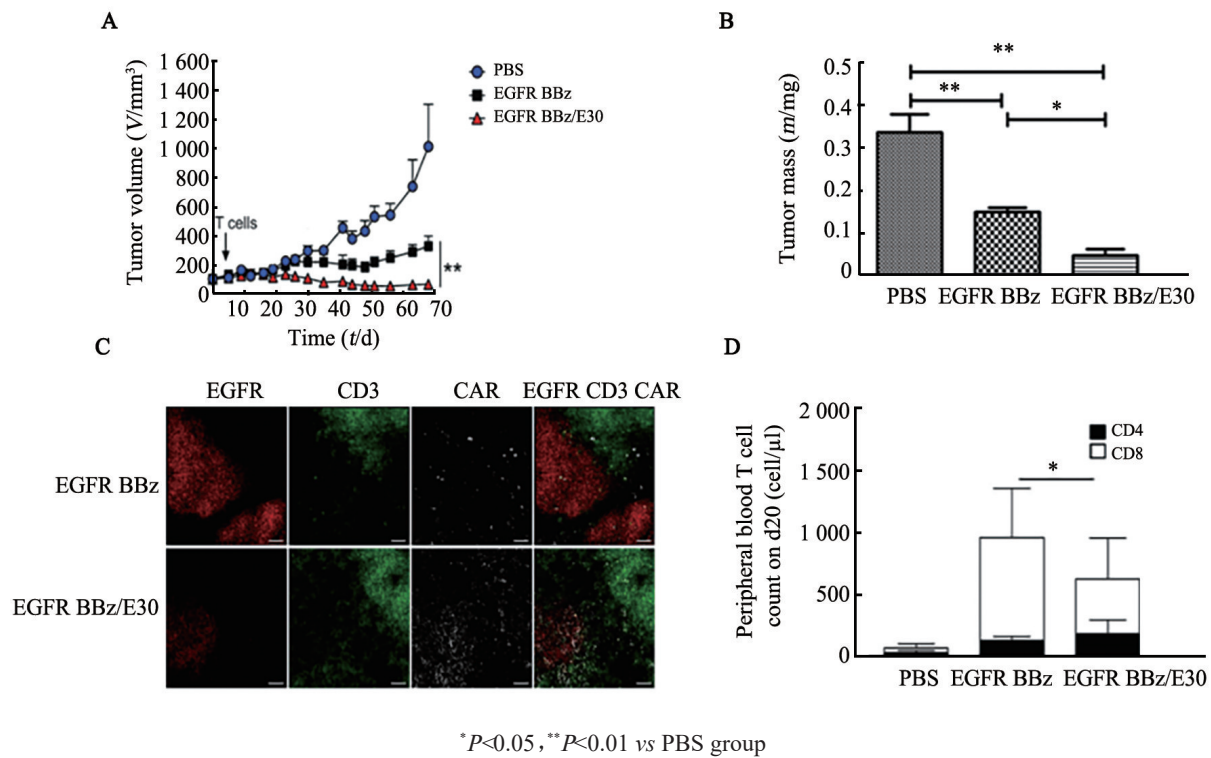 A
Tumor volume (V/mm³)
1 600
1 400
1 200
1 000
800
600
400
200
0
T cells
10 20 30 40 50 60 70
Time (t/d)
PBS
EGFR BBz
EGFR BBz/E30
**
B
Tumor mass (m/mg)
0.5
0.4
0.3
0.2
0.1
0
**
**
*
PBS EGFR BBz EGFR BBz/E30
C
EGFR CD3 CAR EGFR CD3 CAR
EGFR BBz
EGFR BBz/E30
D
Peripheral blood T cell
count on d20 (cell/μl)
2 000
1 500
1 000
500
0
CD4
CD8
*
PBS EGFR BBz EGFR BBz/E30
*P<0.05,**P<0.01 vs PBS group